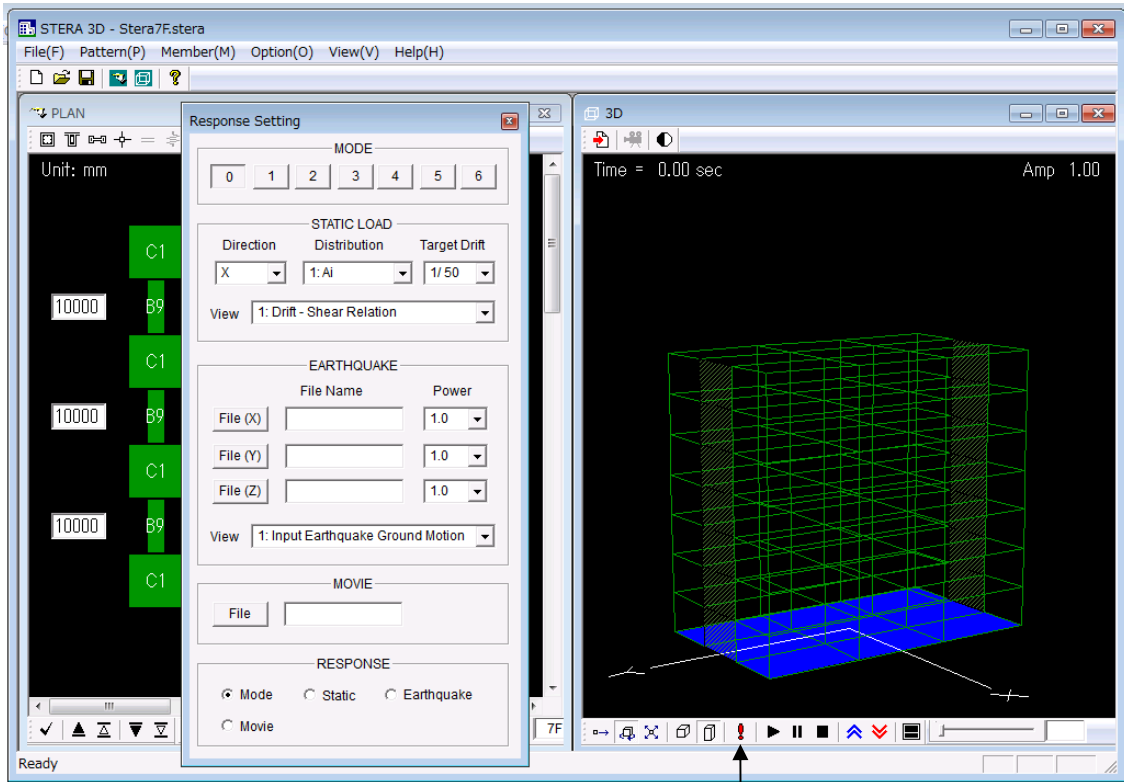 STERA 3D - Stera7F.stera
File(F) Pattern(P) Member(M) Option(O) View(V) Help(H)
PLAN
Unit: mm
C1
10000 B9
C1
10000 B9
C1
10000 B9
C1
7F
Response Setting
MODE
0 1 2 3 4 5 6
STATIC LOAD
Direction Distribution Target Drift
X 1: Ai 1/ 50
View 1: Drift - Shear Relation
EARTHQUAKE
File Name Power
File (X) 1.0
File (Y) 1.0
File (Z) 1.0
View 1: Input Earthquake Ground Motion
MOVIE
File
RESPONSE
Mode Static Earthquake
Movie
3D
Time = 0.00 sec Amp 1.00
Ready